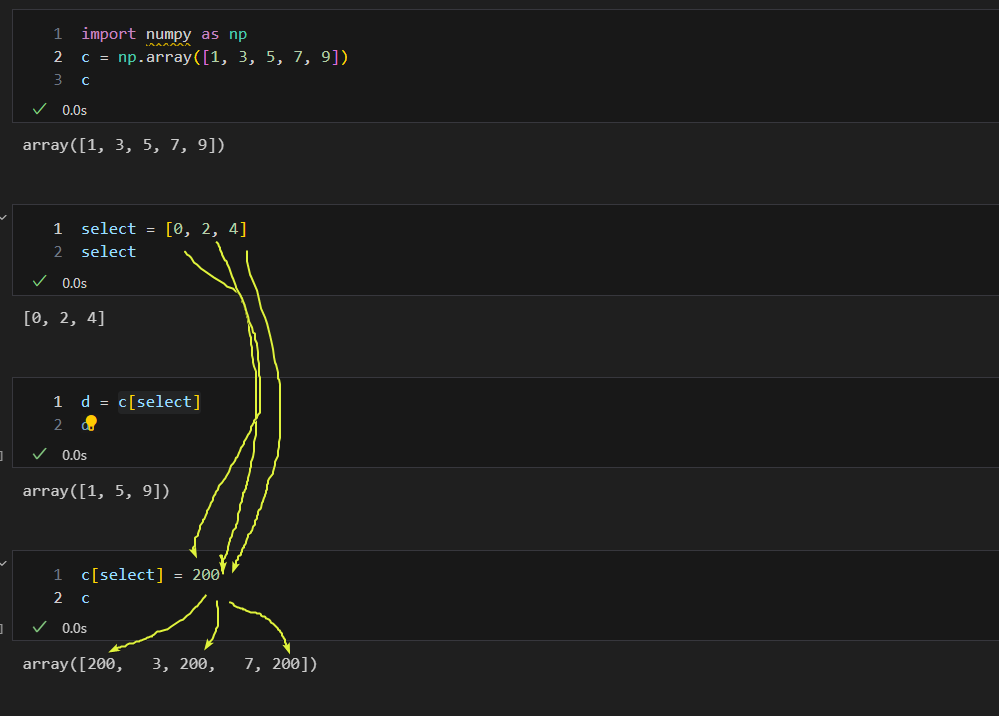 1 import numpy as np
2 c = np.array([1, 3, 5, 7, 9])
3 c
0.0s
array([1, 3, 5, 7, 9])
1 select = [0, 2, 4]
2 select
0.0s
[0, 2, 4]
1 d = c[select]
2 d
0.0s
array([1, 5, 9])
1 c[select] = 200
2 c
0.0s
array([200,   3, 200,   7, 200])